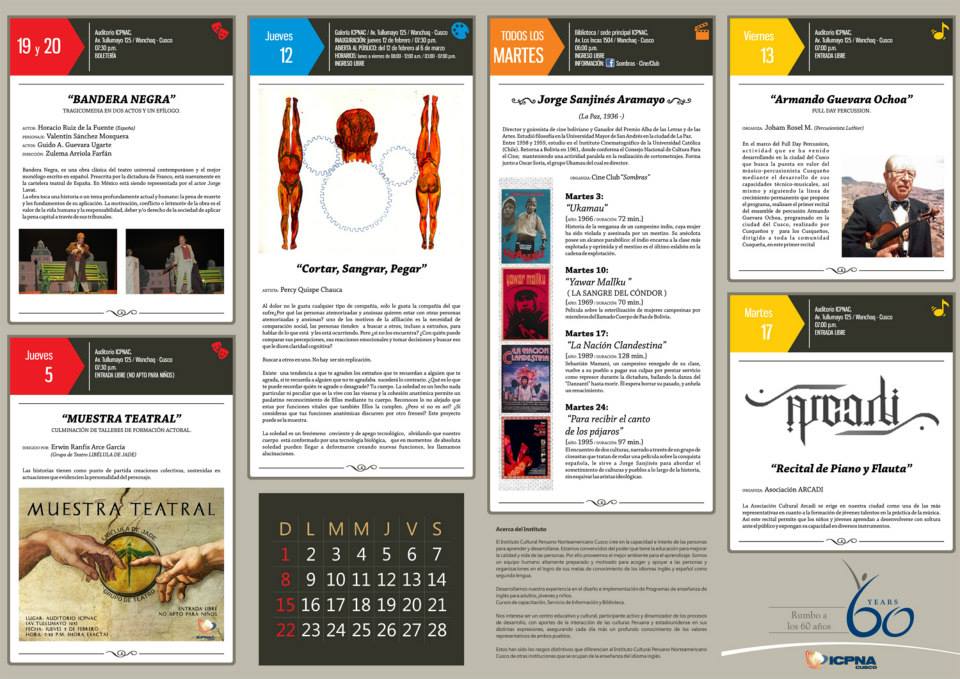 19 y 20
Auditorio ICPNAC.
Av. Tullumayo 125 / Wanchaq - Cusco
07:30 p.m.
BOLETERÍA
“BANDERA NEGRA”
TRAGICOMEDIA EN DOS ACTOS Y UN EPÍLOGO.
ACTOR: Horacio Ruiz de la Fuente (España)
PERSONAJE: Valentín Sánchez Mosquera
ACTOR: Guido A. Guevara Ugarte
DIRECCIÓN: Zulema Arriola Farfán
Bandera Negra, es una obra clásica del teatro universal contemporáneo y el mejor
monólogo escrito en español. Prescrita por la dictadura de Franco, está nuevamente en
la cartelera teatral de España. En México está siendo representada por el actor Jorge
Lavat.
La obra toca una historia o un tema profundamente actual y humano: la pena de muerte
y los fundamentos de su aplicación. La motivación, conflicto o leitmotiv de la obra es el
valor de la vida humana y la responsabilidad, deber y/o derecho de la sociedad de aplicar
la pena capital a través de sus tribunales.
Jueves
5
Auditorio ICPNAC.
Av. Tullumayo 125 / Wanchaq - Cusco
07:30 p.m.
ENTRADA LIBRE (NO APTO PARA NIÑOS)
“MUESTRA TEATRAL”
CULMINACIÓN DE TALLERES DE FORMACIÓN ACTORAL.
DIRIGIDO POR: Erwin Ranfis Arce García
(Grupo de Teatro LIBÉLULA DE JADE)
Las historias tienen como punto de partida creaciones colectivas, sostenidas en
actuaciones que evidencien la personalidad del personaje.
MUESTRA TEATRAL
GRUPO DE TEATRO
ENTRADA LIBRE
NO APTO PARA NIÑOS
LUGAR: AUDITORIO ICPNAC
(AV. TULLUMAYO 125)
FECHA: JUEVES 5 DE FEBRERO
HORA: 7:30 P.M. (HORA EXACTA)
ICPNA
Jueves
12
Galería ICPNAC / Av. Tullumayo 125 / Wanchaq - Cusco
INAUGURACIÓN: jueves 12 de febrero / 07:30 p.m.
ABIERTA AL PÚBLICO: del 12 de febrero al 6 de marzo
HORARIOS: lunes a viernes de 08:00am - 12:00 a.m. / 03:00 - 07:00 p.m.
INGRESO LIBRE
“Cortar, Sangrar, Pegar”
ARTISTA: Percy Quispe Chauca
Al dolor no le gusta cualquier tipo de compañía, solo le gusta la compañía del que
sufre¿Por qué las personas atemorizadas y ansiosas quieren estar con otras personas
atemorizadas y ansiosas? uno de los motivos de la afiliación es la necesidad de
comparación social, las personas tienden a buscar a otros, incluso a extraños, para
hablar de lo que está y les está ocurriendo. Pero ¿si no los encuentra? ¿Con quién puede
comparar sus percepciones, sus reacciones emocionales y tomar decisiones y buscar eso
que le dicen claridad cognitiva?
Buscar a otros en uno. No hay ser sin replicación.
Existe una tendencia a que te agraden los extraños que te recuerdan a alguien que te
agrada, si te recuerdan a alguien que no te agradaba sucederá lo contrario. ¿Qué es lo que
te puede recordar quién te agrado o desagrade? Tu cuerpo. La soledad es un hecho nada
particular ni peculiar que se la vive con las vísceras y la cohesión anatómica permite un
palautino reconocimiento de Ellos mediante tu cuerpo. Reconoces lo no alejado que
estas por funciones vitales que también Ellos la cumplen. ¿Pero si no es así? ¿Si
consideras que tus funciones anatómicas discurren por otro frenesí? Este proyecto
puede ser la muestra.
La soledad es un fenómeno creciente y de apego tecnológico, olvidando que nuestro
cuerpo está conformado por una tecnología biológica, que en momentos de absoluta
soledad pueden llegar a deformarse creando nuevas funciones, les llamamos
alucinaciones.
D L M M J V S
1 2 3 4 5 6 7
8 9 10 11 12 13 14
15 16 17 18 19 20 21
22 23 24 25 26 27 28
TODOS LOS
MARTES
Biblioteca / sede principal ICPNAC.
Av. Los Incas 1504 / Wanchaq - Cusco
06:00 p.m.
INGRESO LIBRE
INFORMACIÓN: f Sombras - CineClub
Jorge Sanjinés Aramayo
(La Paz, 1936 -)
Director y guionista de cine boliviano y Ganador del Premio Alba de las Letras y de las
Artes. Estudió filosofía en la Universidad Mayor de San Andrés en la ciudad de La Paz.
Entre 1958 y 1959, estudio en el Instituto Cinematográfico de la Universidad Católica
(Chile). Retorna a Bolivia en 1961, donde conforma el Consejo Nacional de Cultura Para
el Cine; manteniendo una actividad paralela en la realización de cortometrajes. Forma
junto a Óscar Soria, el grupo Ukamau del cual es director.
ORGANIZA: Cine Club "Sombras"
Martes 3:
“Ukamau”
(AÑO: 1966 / DURACIÓN: 72 min.)
Historia de la venganza de un campesino indio, cuya mujer
ha sido violada y asesinada por un mestizo. Su anécdota
posee un alcance parabólico: el indio encarna a la clase más
explotada y oprimida y el mestizo es el último eslabón en la
cadena de explotación.
yawar mallku
Martes 10:
“Yawar Mallku ”
( LA SANGRE DEL CÓNDOR )
(AÑO: 1969 / DURACIÓN: 70 min.)
Película sobre la esterilización de mujeres campesinas por
miembros del llamado Cuerpo de Paz de Bolivia.
LA NACION
CLANDESTINA
Martes 17:
“La Nación Clandestina”
(AÑO: 1989 - DURACIÓN: 128 min.)
Sebastián Mamani, un campesino renegado de su clase,
vuelve a su pueblo a pagar sus culpas por prestar servicio
como represor durante la dictadura, bailando la danza del
"Danzanti" hasta morir. Él espera borrar su pasado, y anhela
un renacimiento.
Martes 24:
“Para recibir el canto
de los pájaros”
(AÑO: 1995 / DURACIÓN: 97 min.)
El encuentro de dos culturas, narrado a través de un grupo de
cineastas que tratan de rodar una película sobre la conquista
española, le sirve a Jorge Sanjinés para abordar el
sometimiento de culturas y pueblos a lo largo de la historia,
sin esquivar las aristas ideológicas.
Acerca del Instituto
El Instituto Cultural Peruano Norteamericano Cusco cree en la capacidad e interés de las personas
para aprender y desarrollarse. Estamos convencidos del poder que tiene la educación para mejorar
la calidad y vida de las personas. Por ello proveemos el mejor ambiente para el aprendizaje. Somos
un equipo humano altamente preparado y motivado para acoger y apoyar a las personas y
organizaciones en el logro de sus metas de conocimiento de los idiomas inglés y español como
segunda lengua.
Desarrollamos nuestra experiencia en el diseño e implementación de Programas de enseñanza de
inglés para adultos, jóvenes y niños.
Cursos de capacitación, Servicio de Información y Biblioteca.
Nos interesa ser un centro educativo y cultural, participante activo y dinamizador de los procesos
de desarrollo, con aportes de la interacción de las culturas Peruana y estadounidense en sus
distintas expresiones, asegurando cada día más un profundo conocimiento de los valores
representativos de ambos pueblos.
Estos han sido los rasgos distintivos que diferencian al Instituto Cultural Peruano Norteamericano
Cusco de otras instituciones que se ocupan de la enseñanza del idioma inglés.
Viernes
13
Auditorio ICPNAC.
Av. Tullumayo 125 / Wanchaq - Cusco
07:00 p.m.
ENTRADA LIBRE
“Armando Guevara Ochoa”
FULL DAY PERCUSSION.
ORGANIZA: Joham Rosel M. (Percusionista Luthier)
En el marco del Full Day Percussion,
actividad que se ha venido
desarrollando en la ciudad del Cusco
que busca la puesta en valor del
músico-percusionista Cusqueño
mediante el desarrollo de sus
capacidades técnico-musicales, así
mismo y siguiendo la línea de
crecimiento permanente que propone
el programa, realizará el primer recital
del ensamble de percusión Armando
Guevara Ochoa, programado en la
ciudad del Cusco, realizado por
Cusqueños y para los Cusqueños,
dirigido a toda la comunidad
Cusqueña, en este primer recital
Martes
17
Auditorio ICPNAC.
Av. Tullumayo 125 / Wanchaq - Cusco
07:00 p.m.
ENTRADA LIBRE
Arcadi
“Recital de Piano y Flauta”
ORGANIZA: Asociación ARCADI
La Asociación Cultural Arcadi se erige en nuestra ciudad como una de las más
representativas en cuanto a la formación de jóvenes talentos en la práctica de la música.
Así este recital permite que los niños y jóvenes aprendan a desenvolverse con soltura
ante el público y expongan su capacidad en diversos instrumentos.
Rumbo a
los 60 años
YEARS
60
ICPNA
CUSCO